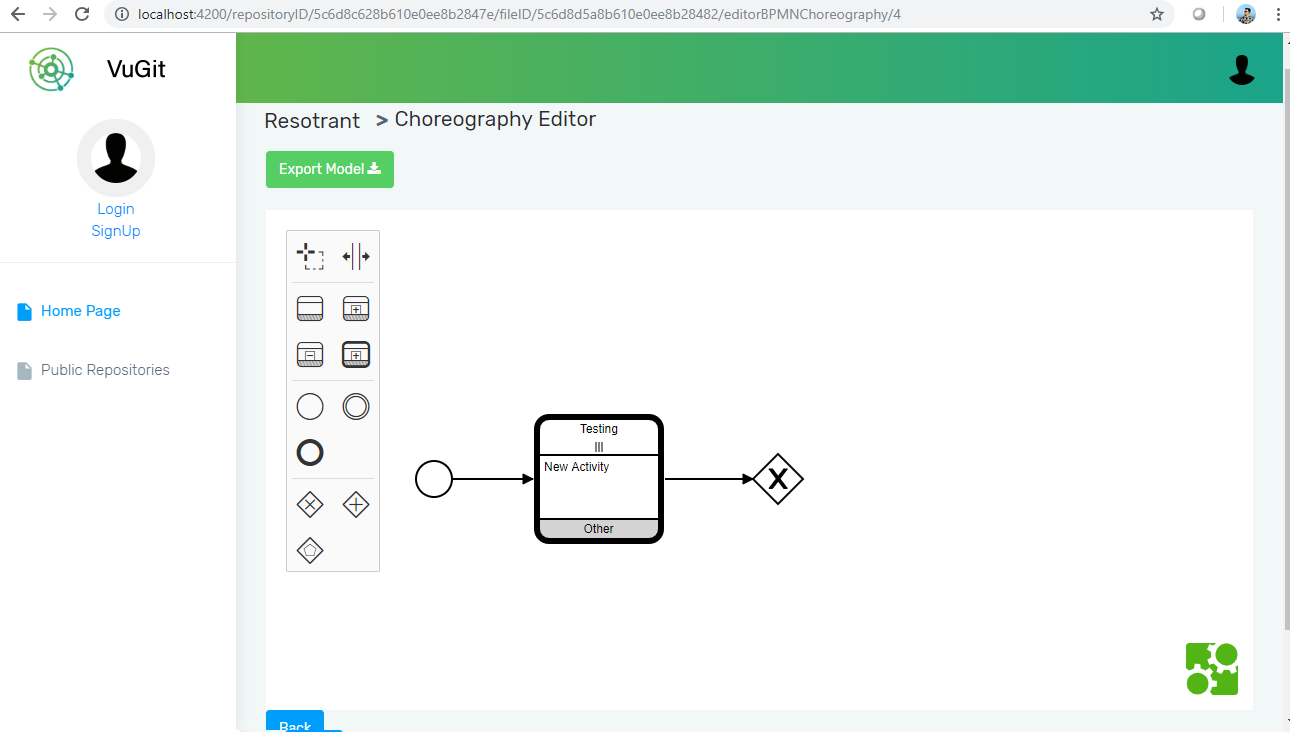 localhost:4200/repositoryID/5c6d8c628b610e0ee8b2847e/fileID/5c6d8d5a8b610e0ee8b28482/editorBPMNChoreography/4
VuGit
Login
SignUp
Home Page
Public Repositories
Resotrant > Choreography Editor
Export Model
Testing
New Activity
Other
X
Back